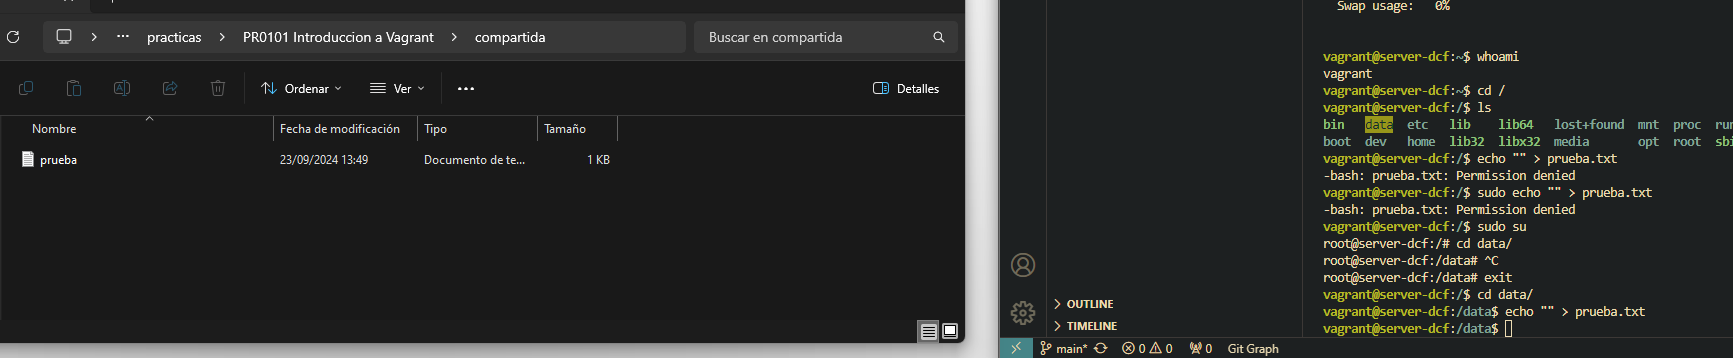 practicas > PR0101 Introduccion a Vagrant > compartida
Buscar en compartida
Ordenar
Ver
Detalles
Nombre
Fecha de modificación
Tipo
Tamaño
prueba
23/09/2024 13:49
Documento de te...
1 KB
OUTLINE
TIMELINE
Swap usage: 0%
vagrant@server-dcf:~$ whoami
vagrant
vagrant@server-dcf:~$ cd /
vagrant@server-dcf:/$ ls
bin data etc lib lib64 lost+found mnt proc run
boot dev home lib32 libx32 media opt root sbi
vagrant@server-dcf:/$ echo "" > prueba.txt
-bash: prueba.txt: Permission denied
vagrant@server-dcf:/$ sudo echo "" > prueba.txt
-bash: prueba.txt: Permission denied
vagrant@server-dcf:/$ sudo su
root@server-dcf:/# cd data/
root@server-dcf:/data# ^C
root@server-dcf:/data# exit
vagrant@server-dcf:/$ cd data/
vagrant@server-dcf:/data$ echo "" > prueba.txt
vagrant@server-dcf:/data$
main* 0 0 0 Git Graph